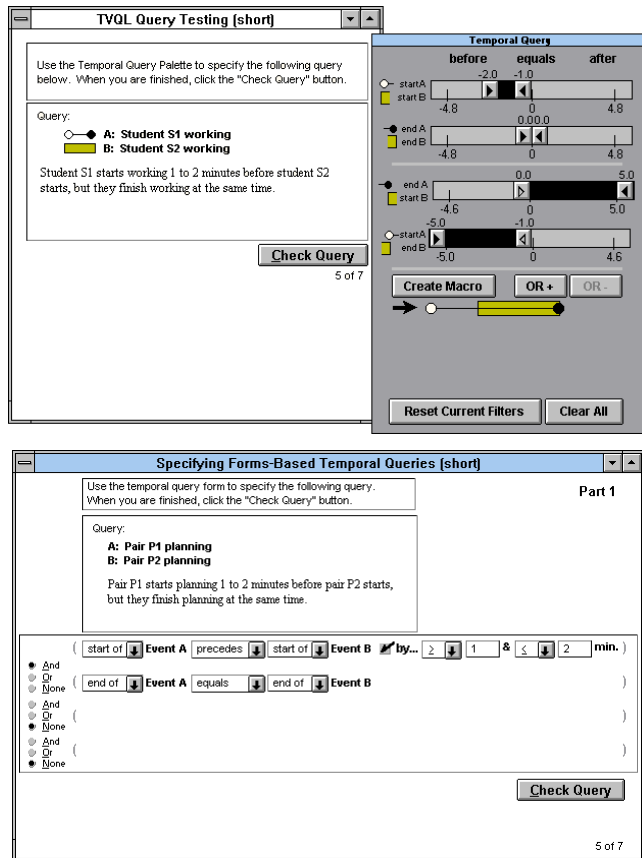 TVQL Query Testing (short)
Use the Temporal Query Palette to specify the following query
below. When you are finished, click the "Check Query" button.
Query:
A: Student S1 working
B: Student S2 working
Student S1 starts working 1 to 2 minutes before student S2
starts, but they finish working at the same time.
Check Query
5 of 7
Temporal Query
before equals after
-2.0 -1.0
startA
start B
-4.8 0 4.8
0.00.0
end A
end B
-4.8 0 4.8
0.0 5.0
end A
start B
-4.6 0 5.0
-5.0 -1.0
startA
end B
-5.0 0 4.6
Create Macro OR + OR -
Reset Current Filters Clear All
Specifying Forms-Based Temporal Queries (short)
Use the temporal query form to specify the following query.
When you are finished, click the "Check Query" button.
Part 1
Query:
A: Pair P1 planning
B: Pair P2 planning
Pair P1 starts planning 1 to 2 minutes before pair P2 starts,
but they finish planning at the same time.
( start of Event A precedes start of Event B by... ≥ 1 & ≤ 2 min. )
And
Or
None
( end of Event A equals end of Event B )
And
Or
None
( )
And
Or
None
( )
Check Query
5 of 7